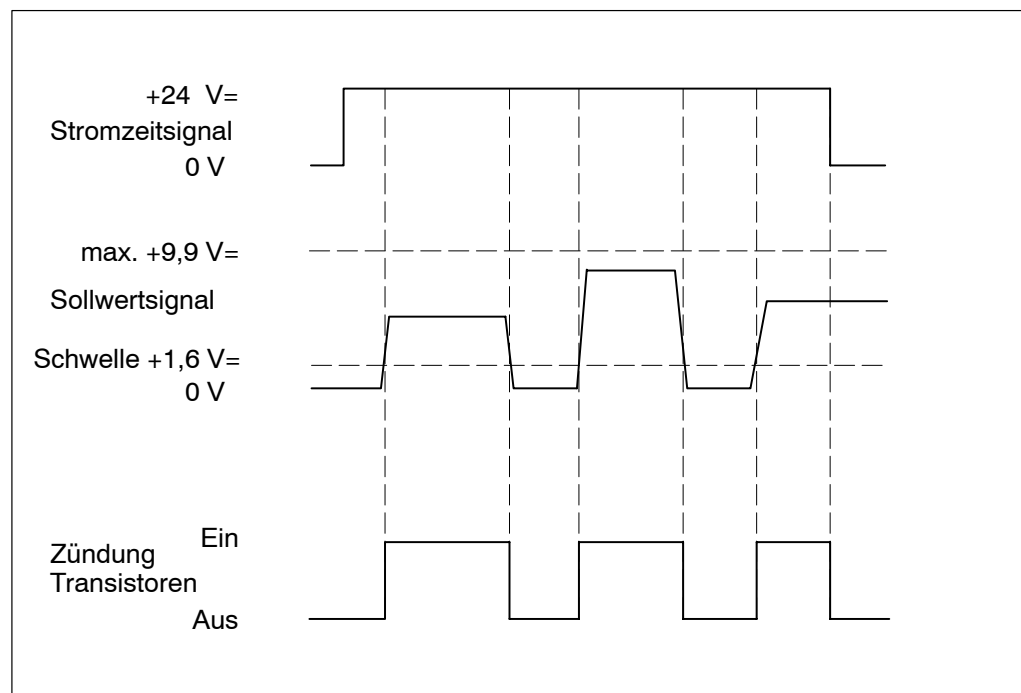 +24 V=
Stromzeitsignal
0 V
max. +9,9 V=
Sollwertsignal
Schwelle +1,6 V=
0 V
Ein
Zündung
Transistoren
Aus